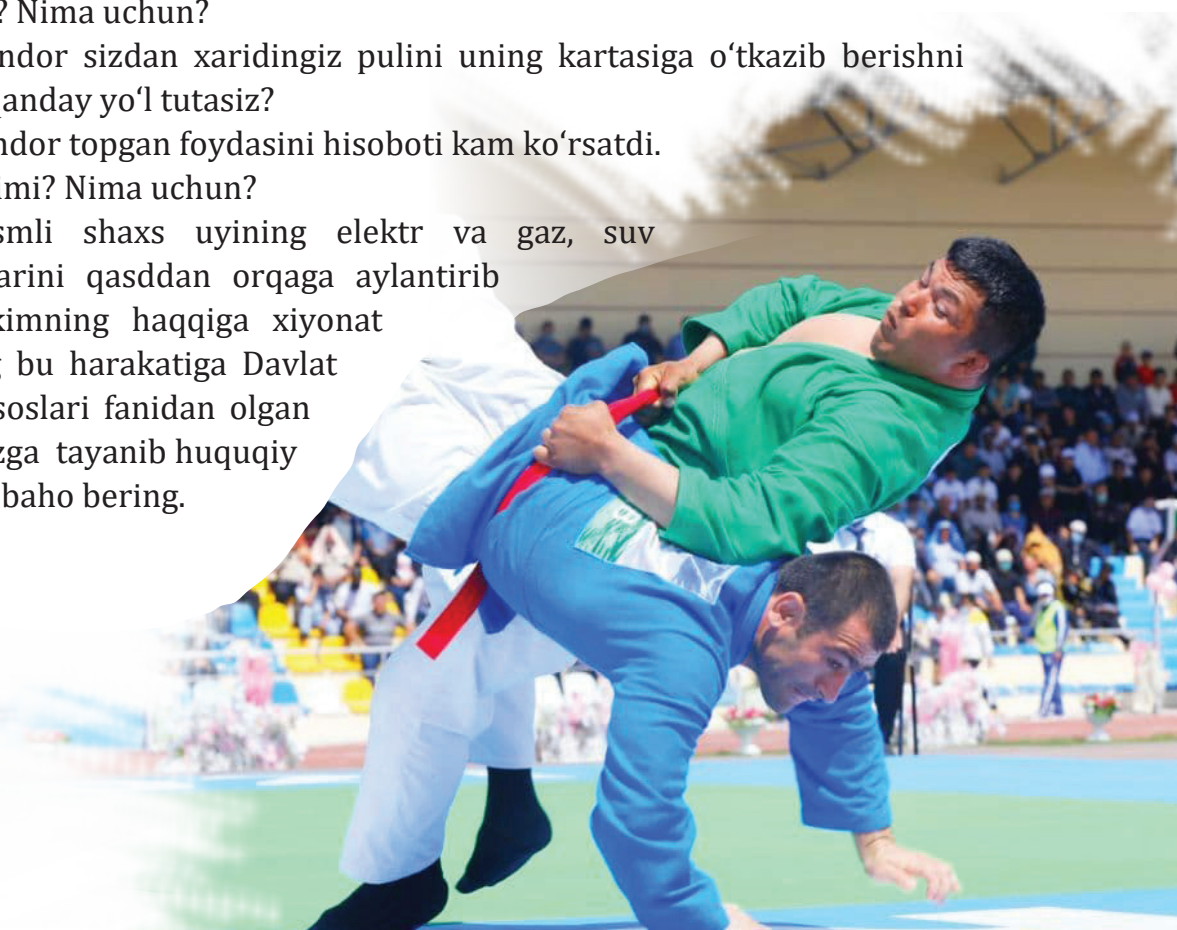 ? Nima uchun?
ndor sizdan xaridingiz pulini uning kartasiga o‘tkazib berishni
qanday yo‘l tutasiz?
ndor topgan foydasini hisoboti kam ko‘rsatdi.
imi? Nima uchun?
smli shaxs uyining elektr va gaz, suv
arini qasddan orqaga aylantirib
kimning haqqiga xiyonat
g bu harakatiga Davlat
soslari fanidan olgan
zga tayanib huquqiy
baho bering.